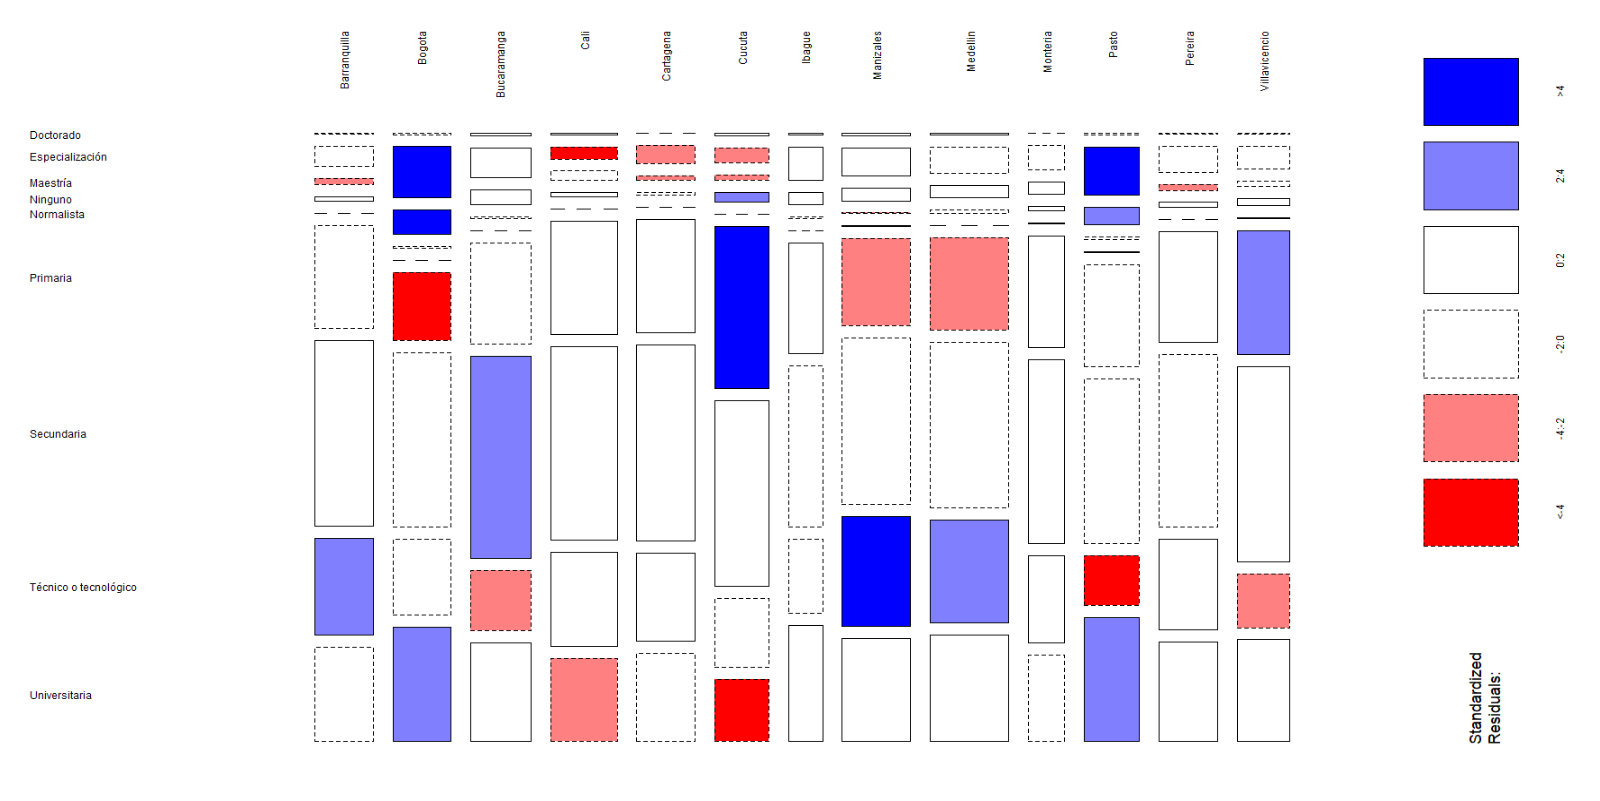 Barranquilla
Bogota
Bucaramanga
Cali
Cartagena
Cucuta
Ibague
Manizales
Medellin
Monteria
Pasto
Pereira
Villavicencio
Doctorado
Especialización
Maestría
Ninguno
Normalista
Primaria
Secundaria
Técnico o tecnológico
Universitaria
>4
2:4
0:2
-2:0
-4:-2
<-4
Standardized
Residuals: